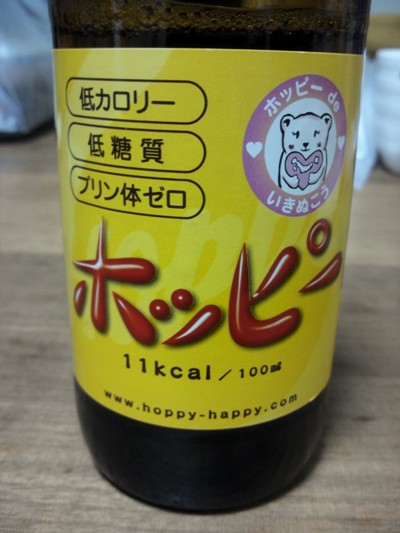 低カロリー
低糖質
プリン体ゼロ
ホッピー de
いきぬこう
ホッピー
11kcal／100㎖
www.hoppy-happy.com